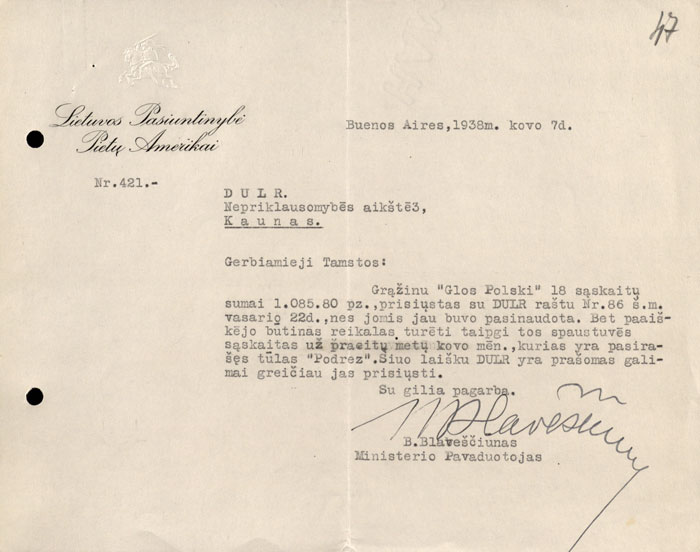 47
Lietuvos Pasiuntinybė
Pietų Amerikai
Buenos Aires,1938m. kovo 7d.
Nr.421.-
D U L R.
Nepriklausomybės aikštė3,
K a u n a s.
Gerbiamieji Tamstos:
Grąžinu "Glos Polski" 18 sąskaitų
sumai 1.085.80 pz.,prisiųstas su DULR raštu Nr.86 š.m.
vasario 22d.,nes jomis jau buvo pasinaudota. Bet paaiš-
kėjo butinas reikalas turėti taipgi tos spaustuvės
sąskaitas už praeitų metų kovo mėn.,kurias yra pasira-
šęs tūlas "Podrez".Šiuo laišku DULR yra prašomas gali-
mai greičiau jas prisiųsti.
Su gilia pagarba.
B.Blaveščiunas
Ministerio Pavaduotojas